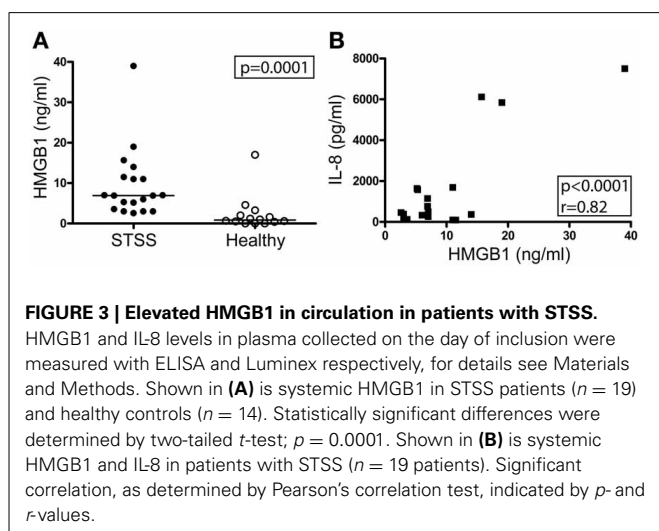 A
p=0.0001
HMGB1 (ng/ml)
40
30
20
10
0
STSS
Healthy
B
IL-8 (pg/ml)
8000
6000
4000
2000
0
p<0.0001
r=0.82
0
10
20
30
40
HMGB1 (ng/ml)
FIGURE 3 | Elevated HMGB1 in circulation in patients with STSS.
HMGB1 and IL-8 levels in plasma collected on the day of inclusion were
measured with ELISA and Luminex respectively, for details see Materials
and Methods. Shown in (A) is systemic HMGB1 in STSS patients (n = 19)
and healthy controls (n = 14). Statistically significant differences were
determined by two-tailed t-test; p = 0.0001. Shown in (B) is systemic
HMGB1 and IL-8 in patients with STSS (n = 19 patients). Significant
correlation, as determined by Pearson's correlation test, indicated by p- and
r-values.